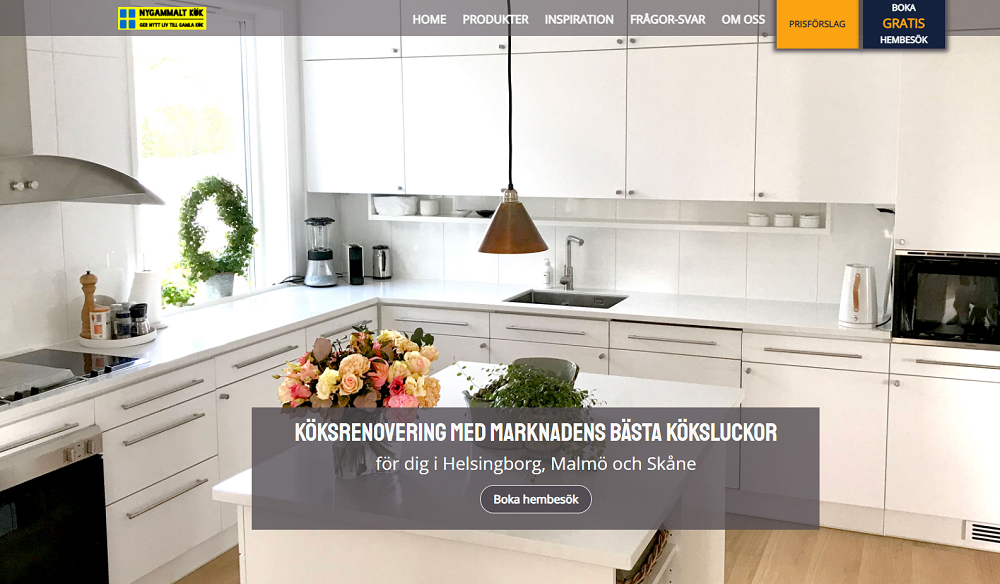 NYGAMMALT KÖK
GER NYTT LIV TILL GAMLA KÖK
HOME PRODUKTER INSPIRATION FRÅGOR-SVAR OM OSS
PRISFÖRSLAG
BOKA
GRATIS
HEMBESÖK
KÖKSRENOVERING MED MARKNADENS BÄSTA KÖKSLUCKOR
för dig i Helsingborg, Malmö och Skåne
Boka hembesök